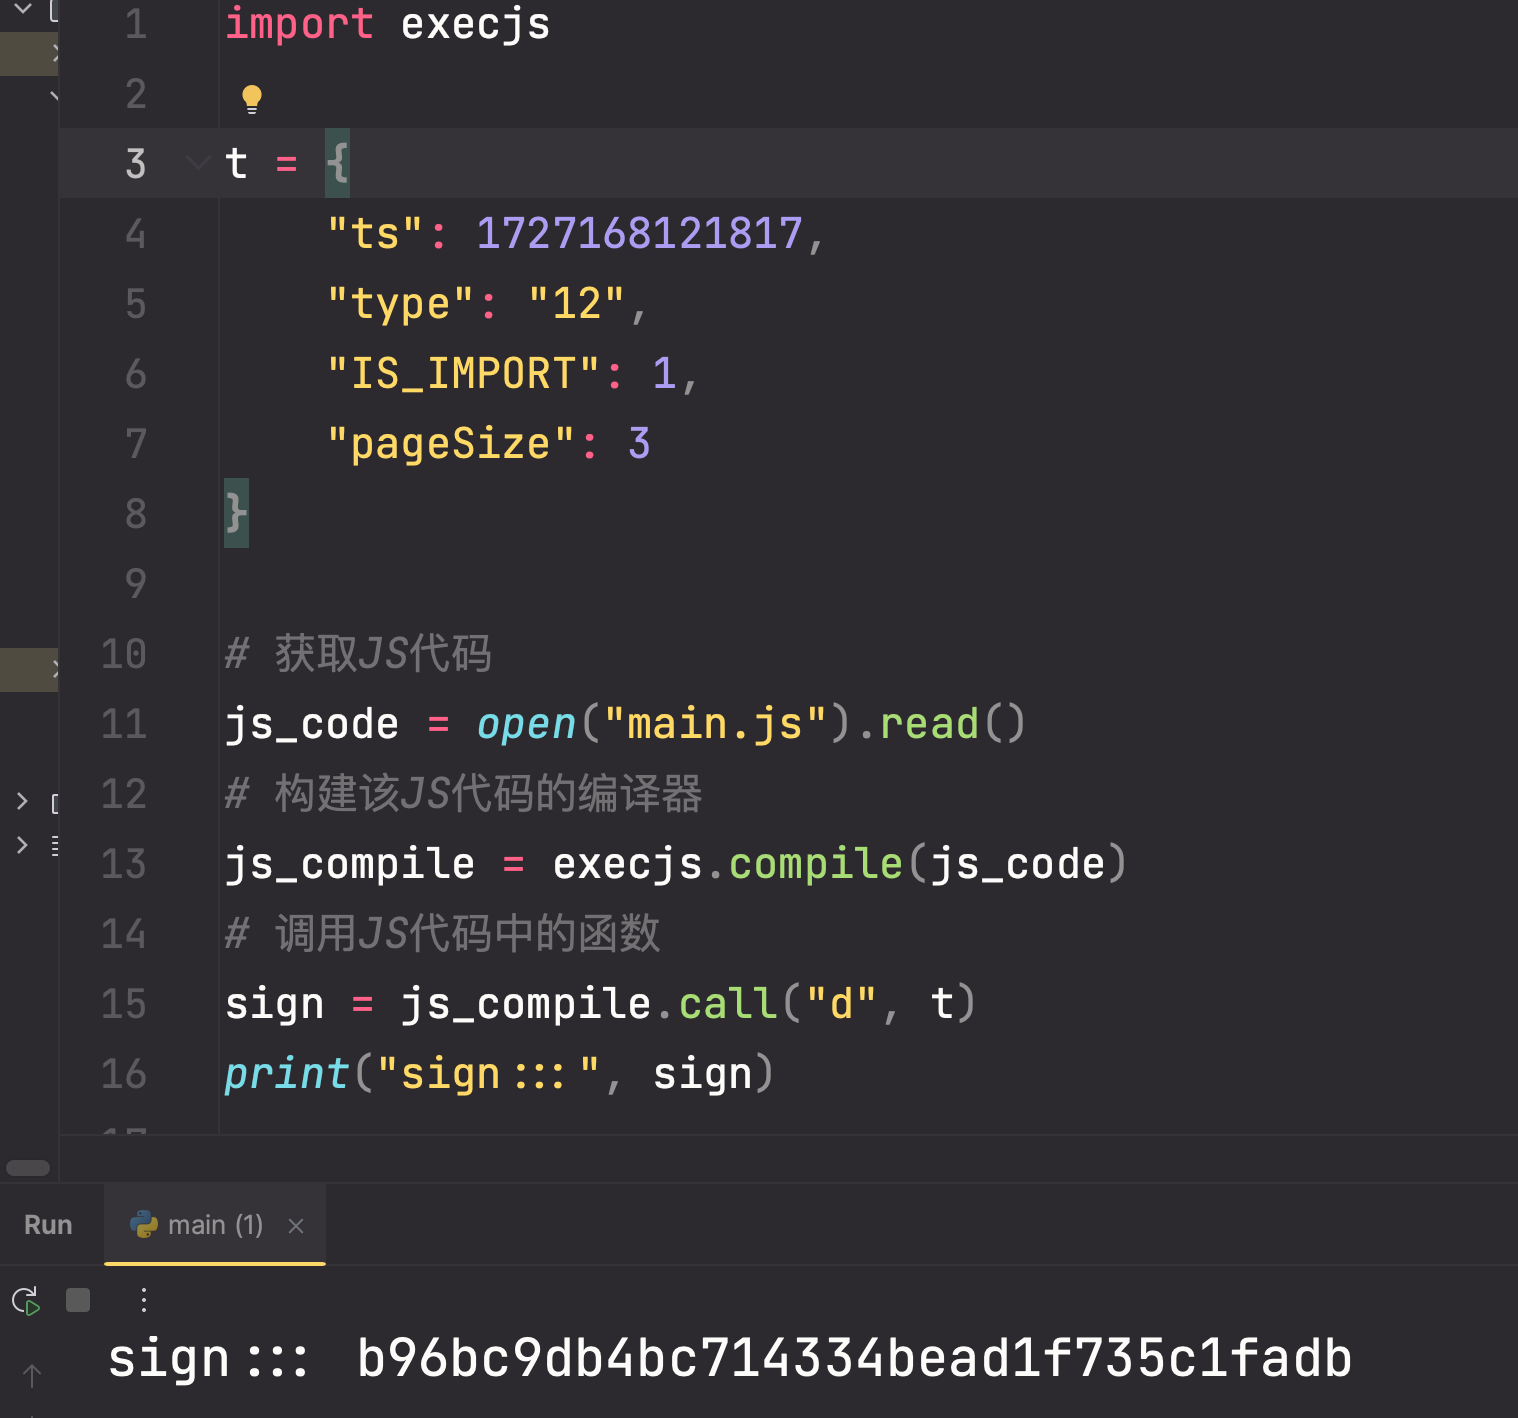 1 import execjs
2
3 t = {
4 "ts": 1727168121817,
5 "type": "12",
6 "IS_IMPORT": 1,
7 "pageSize": 3
8 }
9
10 # 获取JS代码
11 js_code = open("main.js").read()
12 # 构建该JS代码的编译器
13 js_compile = execjs.compile(js_code)
14 # 调用JS代码中的函数
15 sign = js_compile.call("d", t)
16 print("sign:::", sign)
Run main (1)
sign::: b96bc9db4bc714334bead1f735c1fadb